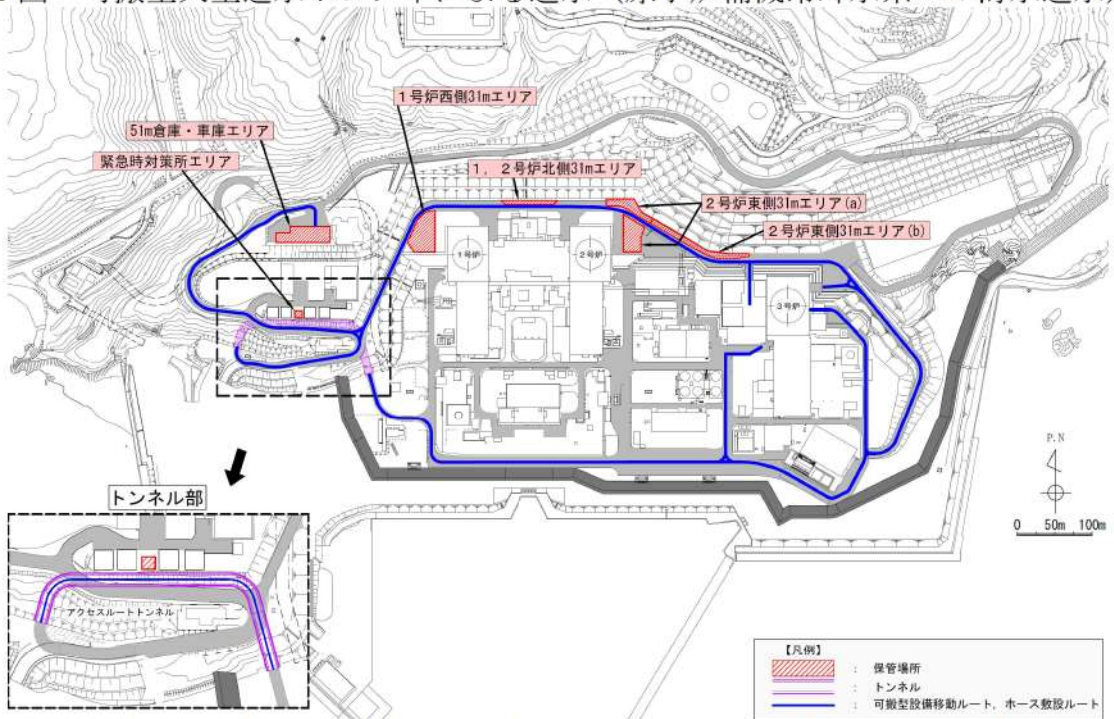 1号炉西側31mエリア
51m倉庫・車庫エリア
緊急時対策所エリア
1，2号炉北側31mエリア
2号炉東側31mエリア(a)
2号炉東側31mエリア(b)
1号炉
2号炉
3号炉
P.N
0 50m 100m
トンネル部
アクセスルートトンネル
【凡例】
： 保管場所
： トンネル
： 可搬型設備移動ルート，ホース敷設ルート